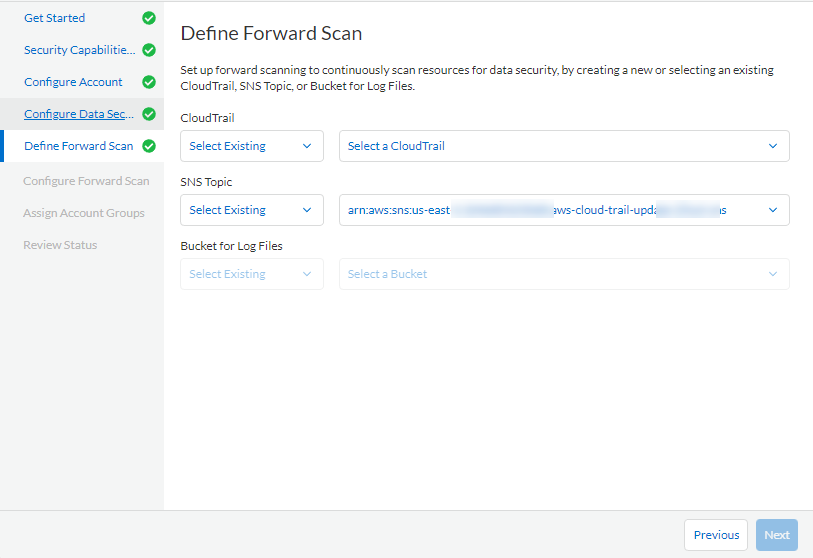 Get Started
Security Capabilitie...
Configure Account
Configure Data Sec...
Define Forward Scan
Configure Forward Scan
Assign Account Groups
Review Status
Define Forward Scan
Set up forward scanning to continuously scan resources for data security, by creating a new or selecting an existing
CloudTrail, SNS Topic, or Bucket for Log Files.
CloudTrail
Select Existing
Select a CloudTrail
SNS Topic
Select Existing
arn:aws:sns:us-east aws-cloud-trail-upda
Bucket for Log Files
Select Existing
Select a Bucket
Previous
Next